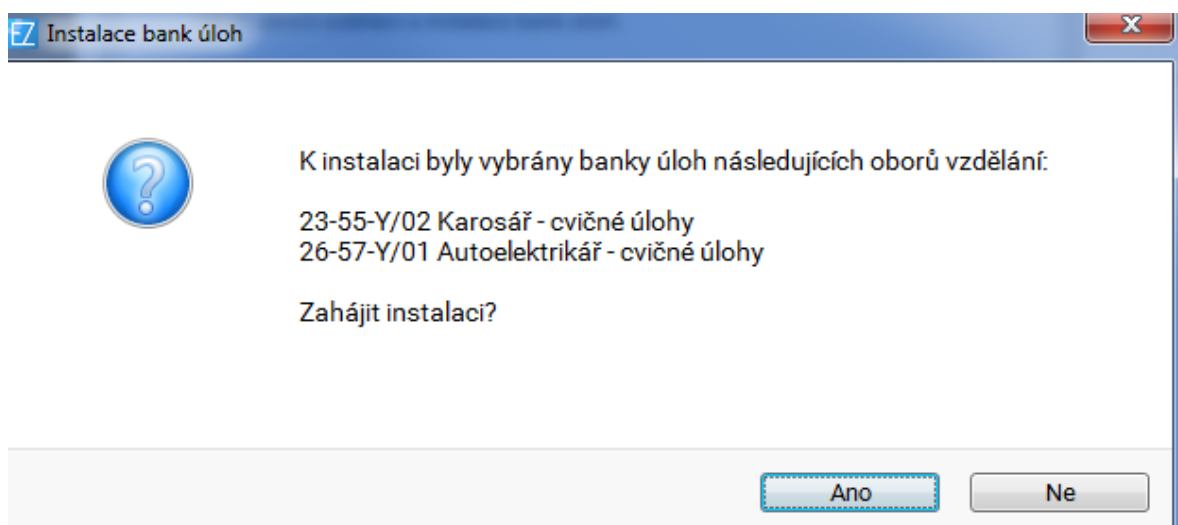 EZ Instalace bank úloh
K instalaci byly vybrány banky úloh následujících oborů vzdělání:
23-55-Y/02 Karosář - cvičné úlohy
26-57-Y/01 Autoelektrikář - cvičné úlohy
Zahájit instalaci?
Ano
Ne